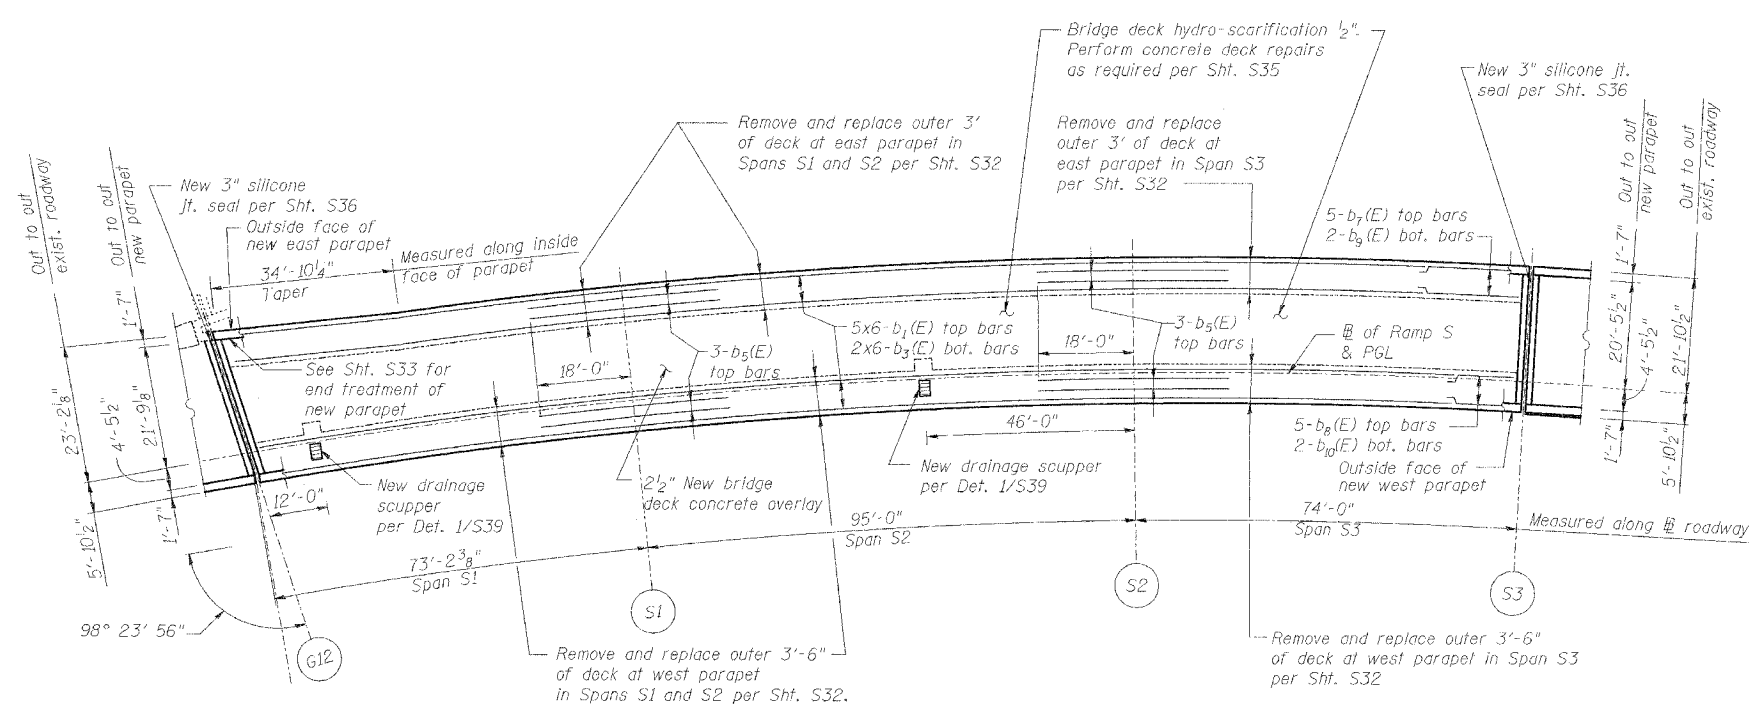 Bridge deck hydro-scarification 1/2".
Perform concrete deck repairs
as required per Sht. S35
New 3" silicone jt.
seal per Sht. S36
Remove and replace outer 3'
of deck at east parapet in
Spans S1 and S2 per Sht. S32
Remove and replace
outer 3' of deck at
east parapet in Span S3
per Sht. S32
Out to out
exist. roadway
Out to out
new parapet
New 3" silicone
jt. seal per Sht. S36
Outside face of
new east parapet
Measured along inside
face of parapet
34'-10 1/4"
Taper
5-b7(E) top bars
2-b9(E) bot. bars
Out to out
new parapet
Out to out
exist. roadway
1'-7"
1'-7"
See Sht. S33 for
end treatment of
new parapet
18'-0"
3-b5(E)
top bars
5x6-b1(E) top bars
2x6-b3(E) bot. bars
18'-0"
3-b5(E)
top bars
℄ of Ramp S
& PGL
20'-5 1/2"
4'-5 1/2"
21'-10 1/2"
23'-2 1/8"
4'-5 1/2"
21'-9 1/8"
46'-0"
5-b8(E) top bars
2-b10(E) bot. bars
Outside face of
new west parapet
1'-7"
5'-10 1/2"
New drainage
scupper
per Det. 1/S39
12'-0"
2 1/2" New bridge
deck concrete overlay
New drainage scupper
per Det. 1/S39
1'-7"
5'-10 1/2"
73'-2 3/8"
Span S1
95'-0"
Span S2
74'-0"
Span S3
Measured along ℄ roadway
98° 23' 56"
G12
S1
S2
S3
Remove and replace outer 3'-6"
of deck at west parapet
in Spans S1 and S2 per Sht. S32.
Remove and replace outer 3'-6"
of deck at west parapet in Span S3
per Sht. S32